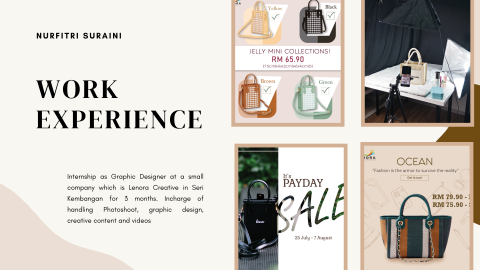 NURFITRI SURAINI
WORK
EXPERIENCE
Internship as Graphic Designer at a small
company which is Lenora Creative in Seri
Kembangan for 3 months. Incharge of
handling Photoshoot, graphic design,
creative content and videos
Yellow
Black
JELLY MINI COLLECTIONS!
RM 65.90
Brown
Green
It's
PAYDAY
SALE
25 July - 7 August
OCEAN
"Fashion is the armor to survive the reality"
RM 79.90 -
RM 75.90 -